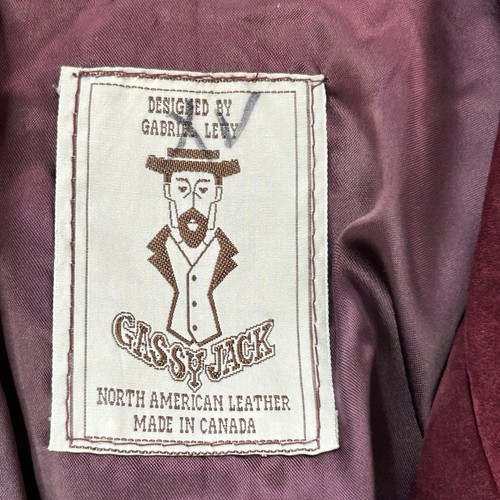 DESIGNED BY
GABRIEL LEVY
GASSY JACK
NORTH AMERICAN LEATHER
MADE IN CANADA